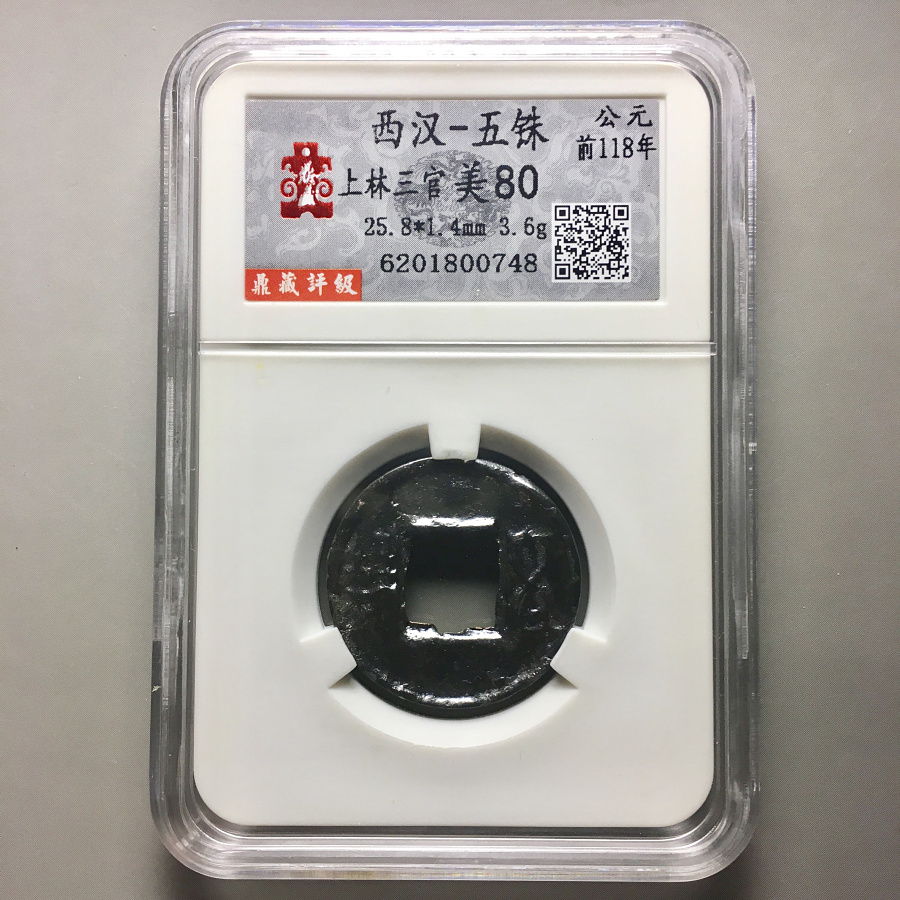 西汉-五铢
公元
前118年
上林三官 美80
25.8*1.4mm 3.6g
6201800748
鼎藏評級